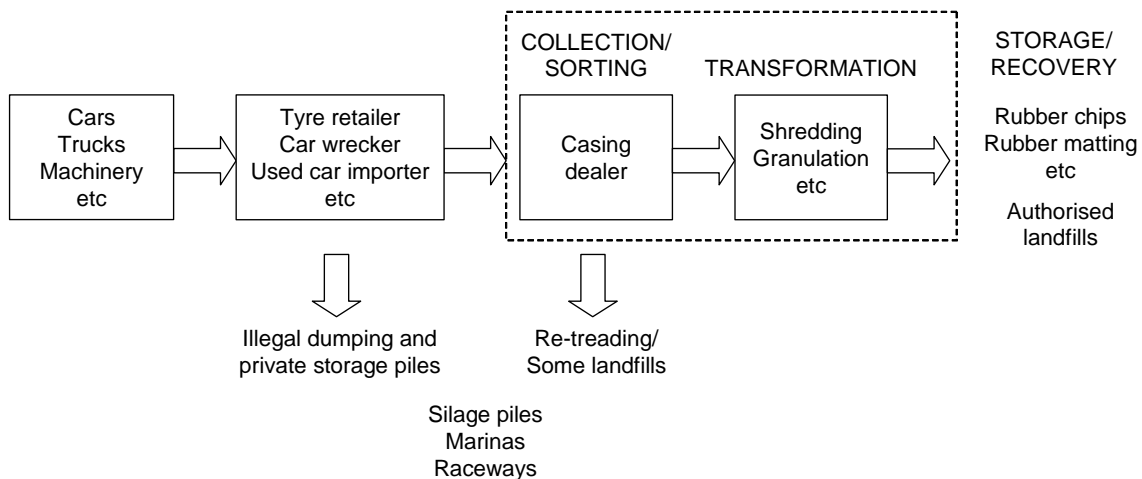 COLLECTION/
SORTING
TRANSFORMATION
STORAGE/
RECOVERY
Cars
Trucks
Machinery
etc
Tyre retailer
Car wrecker
Used car importer
etc
Casing
dealer
Shredding
Granulation
etc
Rubber chips
Rubber matting
etc
Authorised
landfills
Illegal dumping and
private storage piles
Re-treading/
Some landfills
Silage piles
Marinas
Raceways